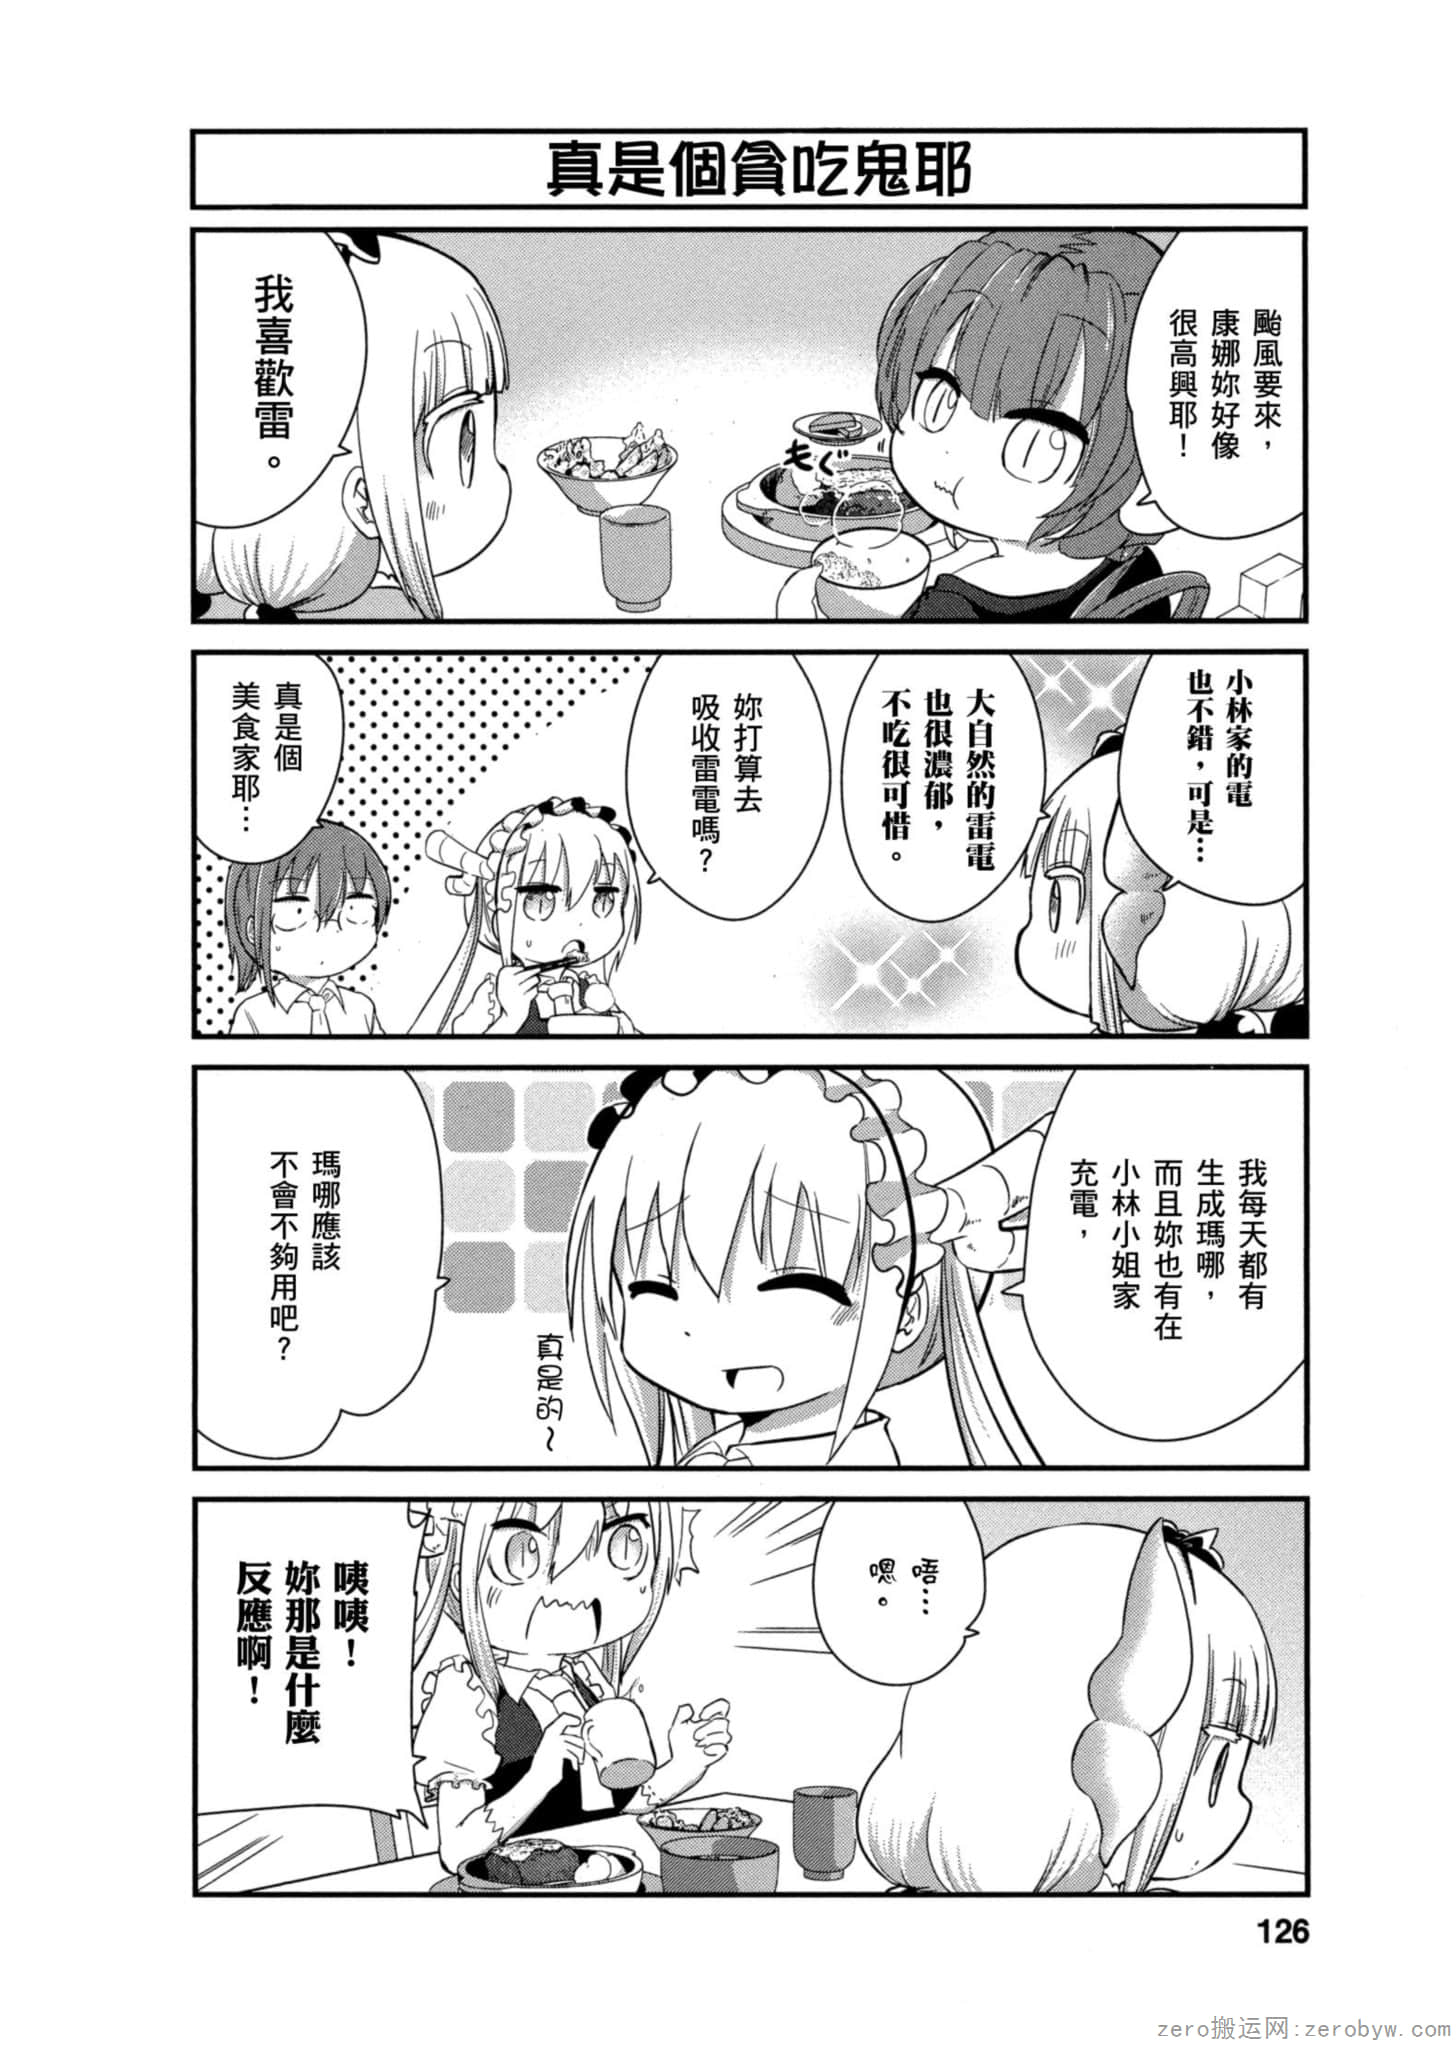 真是個貪吃鬼耶
颱風要來，
康娜妳好像
很高興耶！
もぐ
我喜歡雷。
小林家的電
也不錯，可是…
大自然的雷電
也很濃郁，
不吃很可惜。
妳打算去
吸收雷電嗎？
真是個
美食家耶…
我每天都有
生成瑪哪，
而且妳也有在
小林小姐家
充電，
真是的～
瑪哪應該
不會不夠用吧？
唔…
嗯。
咦咦！
妳那是什麼
反應啊！
126
zero搬运网:zerobyw.com